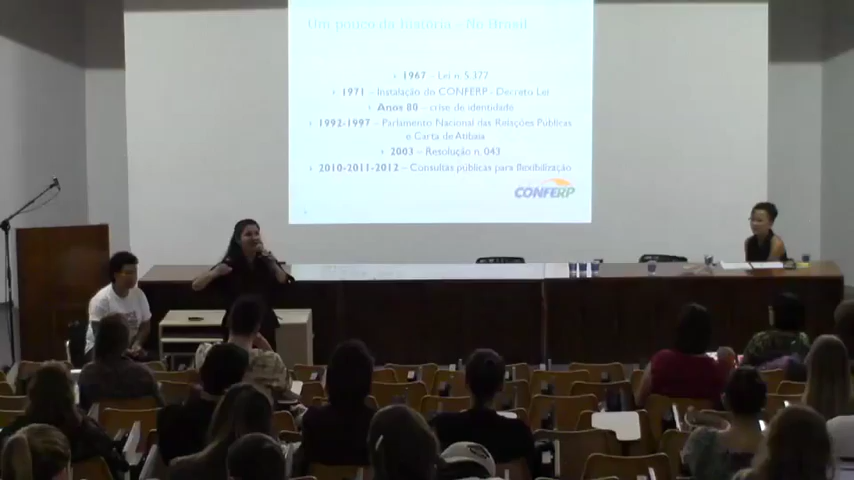 Um pouco da história - No Brasil
› 1967 – Lei n. 5.377
› 1971 – Instalação do CONFERP - Decreto Lei
› Anos 80 – crise de identidade
› 1992-1997 – Parlamento Nacional das Relações Públicas
e Carta de Atibaia
› 2003 – Resolução n. 043
› 2010-2011-2012 – Consultas públicas para flexibilização
CONFERP